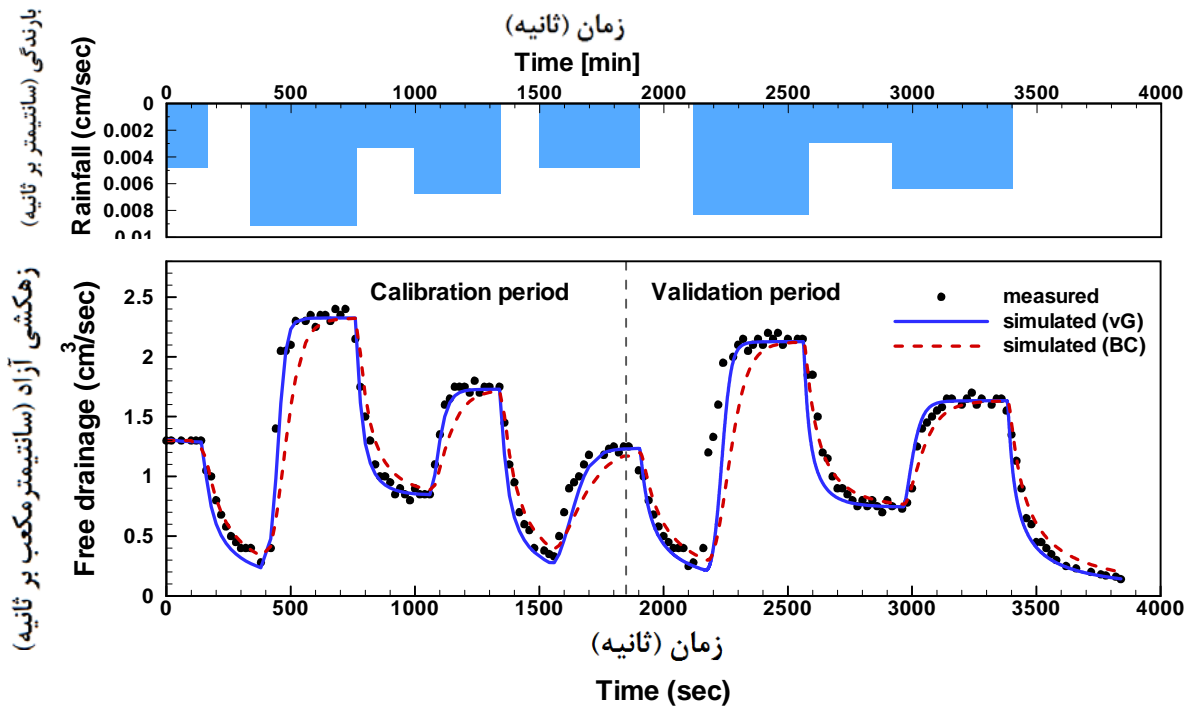 زمان (ثانیه)
Time [min]
0 500 1000 1500 2000 2500 3000 3500 4000
بارندگی (سانتیمتر بر ثانیه)
Rainfall (cm/sec)
0
0.002
0.004
0.006
0.008
0.01
زهکشی آزاد (سانتیمترمکعب بر ثانیه)
Free drainage (cm³/sec)
2.5
2
1.5
1
0.5
0
Calibration period
Validation period
measured
simulated (vG)
simulated (BC)
0 500 1000 1500 2000 2500 3000 3500 4000
زمان (ثانیه)
Time (sec)